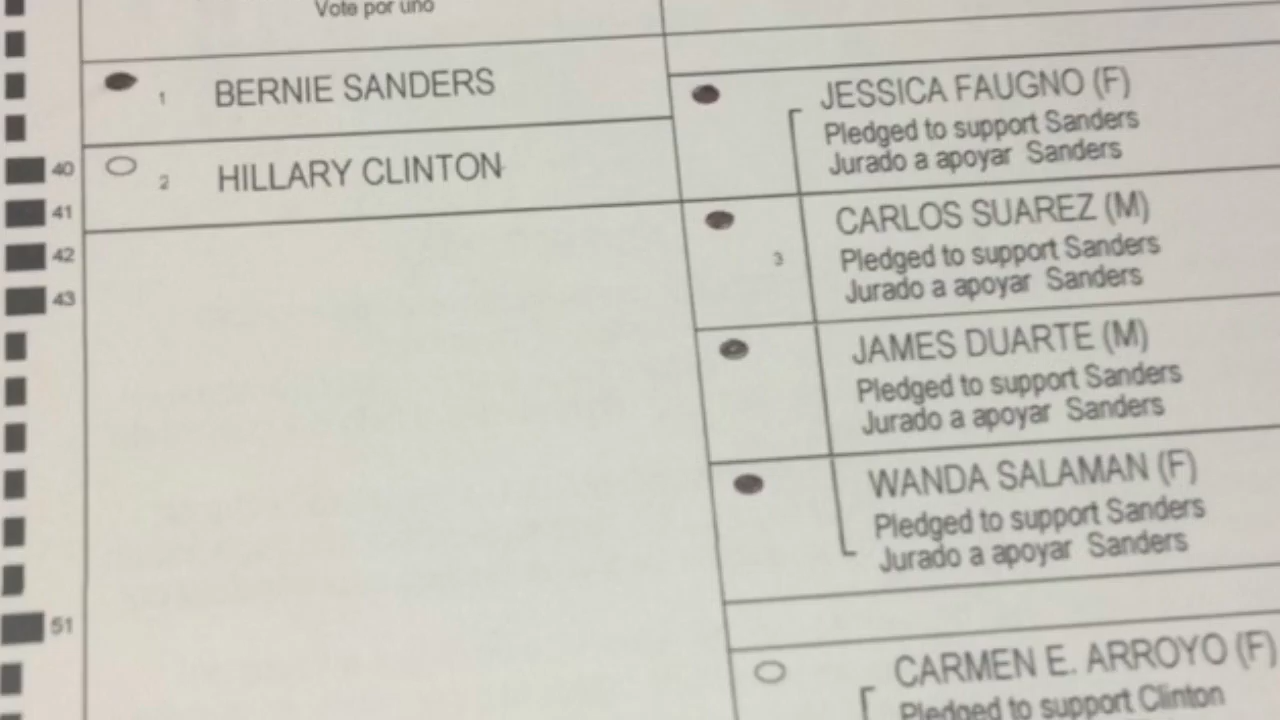 Vote por uno
1 BERNIE SANDERS
2 HILLARY CLINTON
40
41
42
43
51
JESSICA FAUGNO (F)
Pledged to support Sanders
Jurado a apoyar Sanders
3
CARLOS SUAREZ (M)
Pledged to support Sanders
Jurado a apoyar Sanders
JAMES DUARTE (M)
Pledged to support Sanders
Jurado a apoyar Sanders
WANDA SALAMAN (F)
Pledged to support Sanders
Jurado a apoyar Sanders
CARMEN E. ARROYO (F)
Pledged to support Clinton